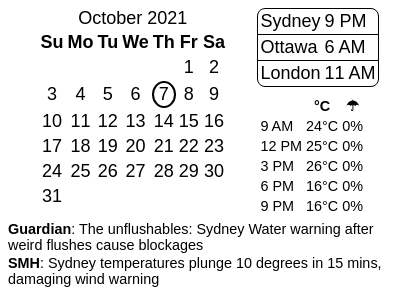 October 2021
Su Mo Tu We Th Fr Sa
1 2
3 4 5 6 7 8 9
10 11 12 13 14 15 16
17 18 19 20 21 22 23
24 25 26 27 28 29 30
31
Sydney 9 PM
Ottawa 6 AM
London 11 AM
°C ☂
9 AM 24°C 0%
12 PM 25°C 0%
3 PM 26°C 0%
6 PM 16°C 0%
9 PM 16°C 0%
Guardian: The unflushables: Sydney Water warning after
weird flushes cause blockages
SMH: Sydney temperatures plunge 10 degrees in 15 mins,
damaging wind warning